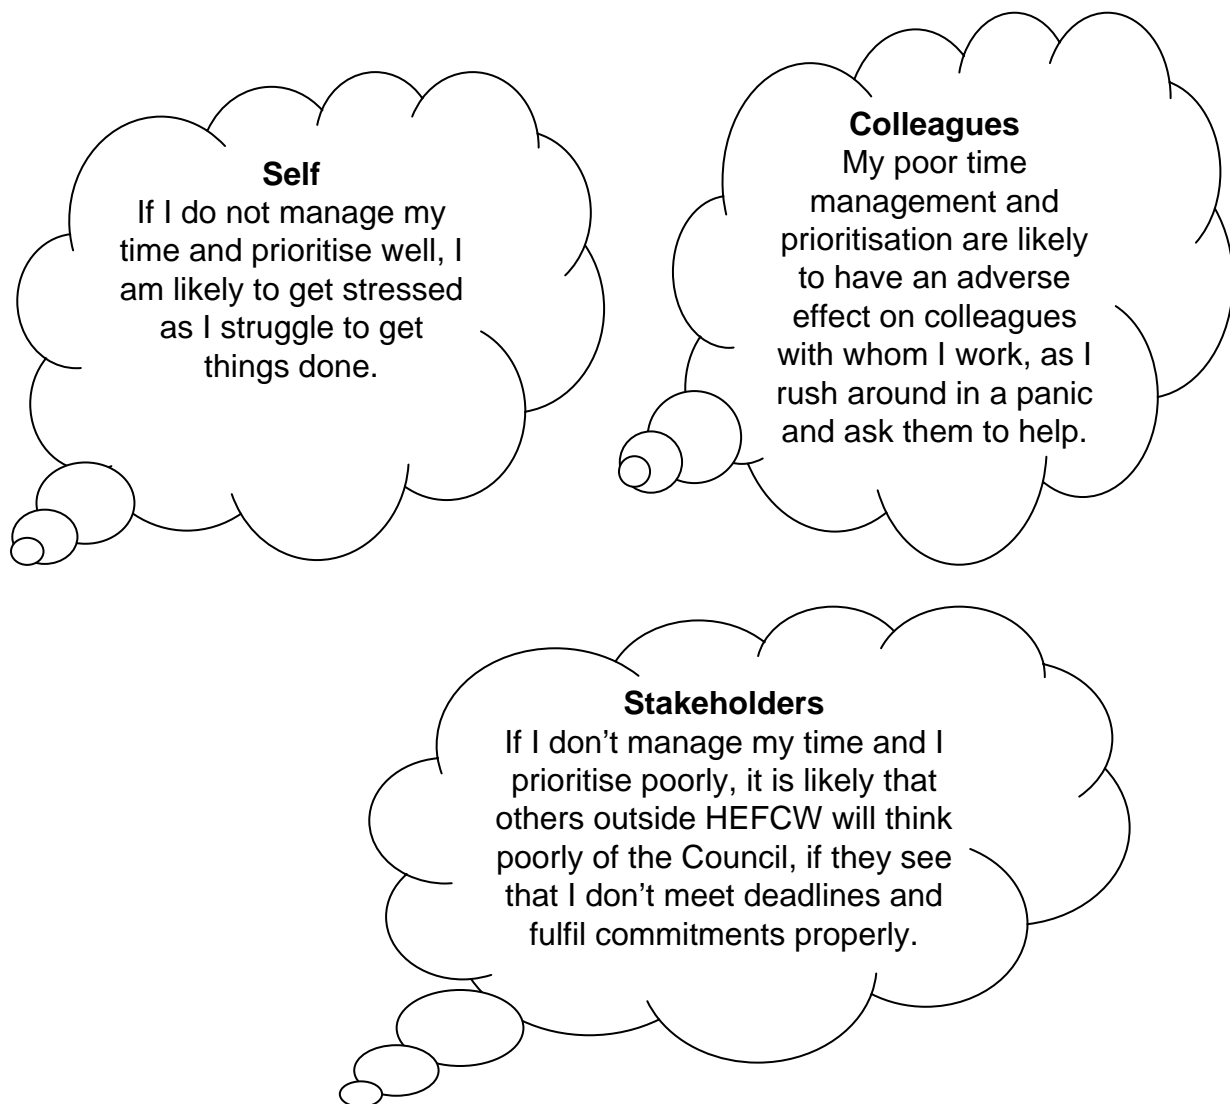 Self
If I do not manage my
time and prioritise well, I
am likely to get stressed
as I struggle to get
things done.
Colleagues
My poor time
management and
prioritisation are likely
to have an adverse
effect on colleagues
with whom I work, as I
rush around in a panic
and ask them to help.
Stakeholders
If I don’t manage my time and I
prioritise poorly, it is likely that
others outside HEFCW will think
poorly of the Council, if they see
that I don’t meet deadlines and
fulfil commitments properly.